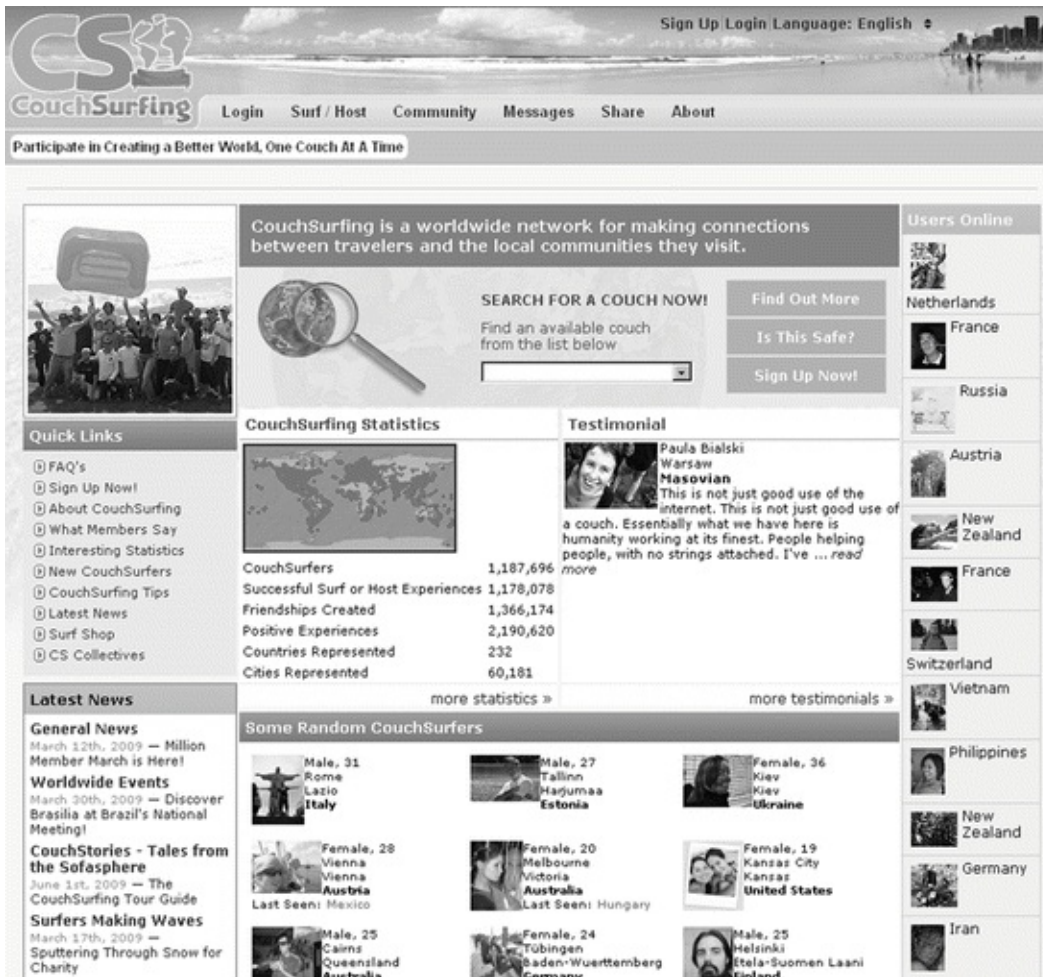 Sign Up Login Language: English
CS
CouchSurfing
Login Surf / Host Community Messages Share About
Participate in Creating a Better World, One Couch At A Time
CouchSurfing is a worldwide network for making connections
between travelers and the local communities they visit.
SEARCH FOR A COUCH NOW!
Find an available couch
from the list below
Find Out More
Is This Safe?
Sign Up Now!
Quick Links
FAQ's
Sign Up Now!
About CouchSurfing
What Members Say
Interesting Statistics
New CouchSurfers
CouchSurfing Tips
Latest News
Surf Shop
CS Collectives
Latest News
General News
March 12th, 2009 — Million
Member March is Here!
Worldwide Events
March 30th, 2009 — Discover
Brasilia at Brazil's National
Meeting!
CouchStories - Tales from
the Sofasphere
June 1st, 2009 — The
CouchSurfing Tour Guide
Surfers Making Waves
March 17th, 2009 —
Sputtering Through Snow for
Charity
CouchSurfing Statistics
CouchSurfers 1,187,696
Successful Surf or Host Experiences 1,178,078
Friendships Created 1,366,174
Positive Experiences 2,190,620
Countries Represented 232
Cities Represented 60,181
more statistics »
Testimonial
Paula Bialski
Warsaw
Masovian
This is not just good use of the
internet. This is not just good use of
a couch. Essentially what we have here is
humanity working at its finest. People helping
people, with no strings attached. I've ... read
more
more testimonials »
Some Random CouchSurfers
Male, 31
Rome
Lazio
Italy
Male, 27
Tallinn
Harjumaa
Estonia
Female, 36
Kiev
Kiev
Ukraine
Female, 28
Vienna
Vienna
Austria
Last Seen: Mexico
Female, 20
Melbourne
Victoria
Australia
Last Seen: Hungary
Female, 19
Kansas City
Kansas
United States
Male, 25
Cairns
Queensland
Australia
Female, 24
Tübingen
Baden-Wuerttemberg
Germany
Male, 25
Helsinki
Etela-Suomen Laani
Finland
Users Online
Netherlands
France
Russia
Austria
New
Zealand
France
Switzerland
Vietnam
Philippines
New
Zealand
Germany
Iran